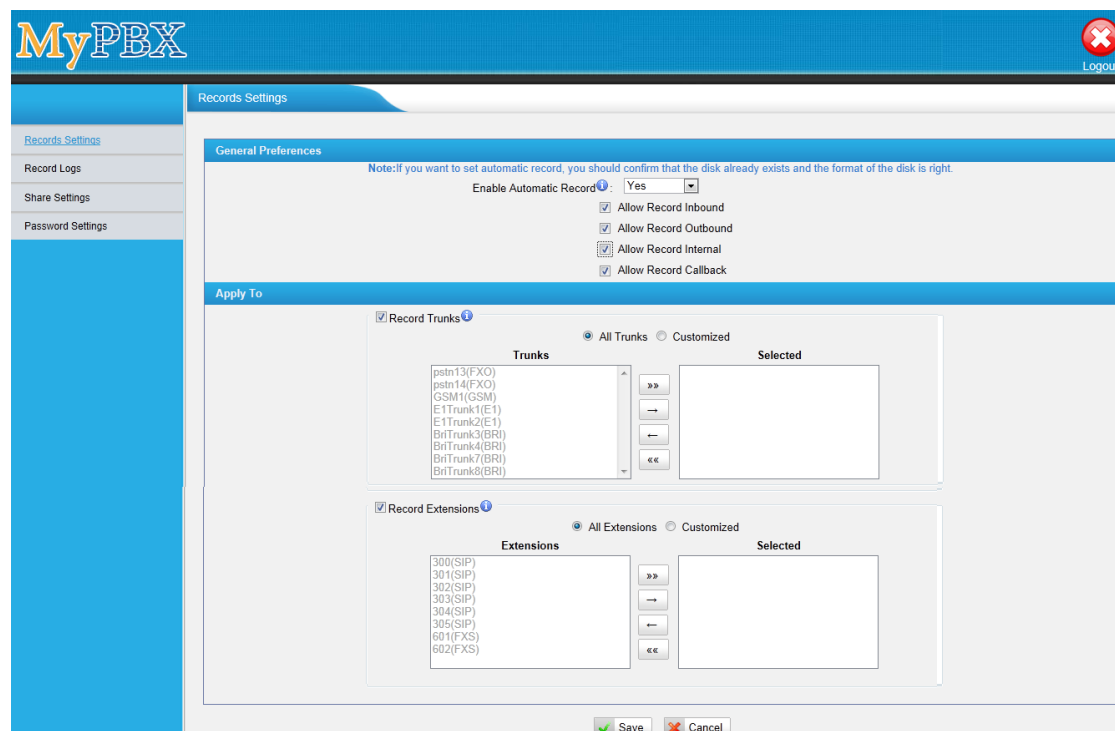 MyPBX
Logou
Records Settings
Records Settings
Record Logs
Share Settings
Password Settings
General Preferences
Note:If you want to set automatic record, you should confirm that the disk already exists and the format of the disk is right.
Enable Automatic Record i : Yes
Allow Record Inbound
Allow Record Outbound
Allow Record Internal
Allow Record Callback
Apply To
Record Trunks i
All Trunks Customized
Trunks Selected
pstn13(FXO)
pstn14(FXO)
»»
GSM1(GSM)
E1Trunk1(E1)
→
E1Trunk2(E1)
BriTrunk3(BRI)
←
BriTrunk4(BRI)
BriTrunk7(BRI)
««
BriTrunk8(BRI)
Record Extensions i
All Extensions Customized
Extensions Selected
300(SIP)
301(SIP)
»»
302(SIP)
303(SIP)
→
304(SIP)
305(SIP)
←
601(FXS)
602(FXS)
««
Save Cancel